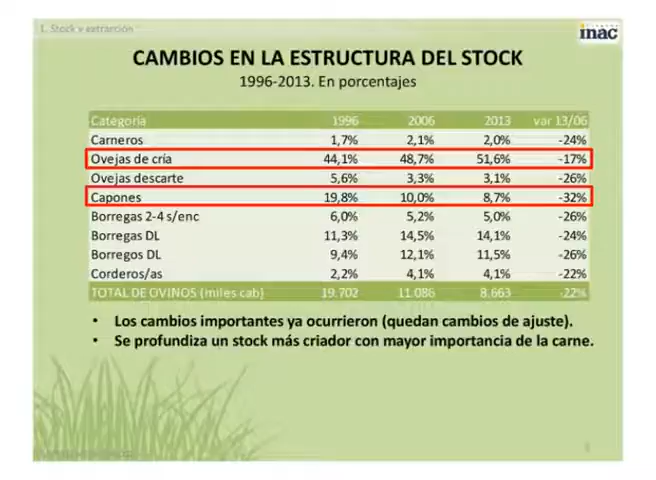 1. Stock y extracción
inac
CAMBIOS EN LA ESTRUCTURA DEL STOCK
1996-2013. En porcentajes
Categoría 1996 2006 2013 var 13/06
Carneros 1,7% 2,1% 2,0% -24%
Ovejas de cría 44,1% 48,7% 51,6% -17%
Ovejas descarte 5,6% 3,3% 3,1% -26%
Capones 19,8% 10,0% 8,7% -32%
Borregas 2-4 s/enc 6,0% 5,2% 5,0% -26%
Borregas DL 11,3% 14,5% 14,1% -24%
Borregos DL 9,4% 12,1% 11,5% -26%
Corderos/as 2,2% 4,1% 4,1% -22%
TOTAL DE OVINOS (miles cab) 19.702 11.086 8.663 -22%
• Los cambios importantes ya ocurrieron (quedan cambios de ajuste).
• Se profundiza un stock más criador con mayor importancia de la carne.